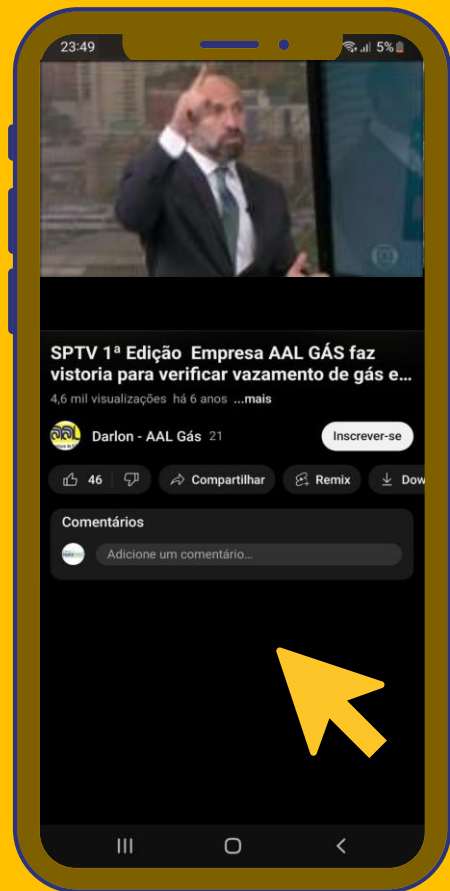 23:49
5%
SPTV 1ª Edição Empresa AAL GÁS faz
vistoria para verificar vazamento de gás e...
4,6 mil visualizações há 6 anos ...mais
aal
Darlon - AAL Gás 21
Inscrever-se
46
Compartilhar
Remix
Dow
Comentários
Adicione um comentário...